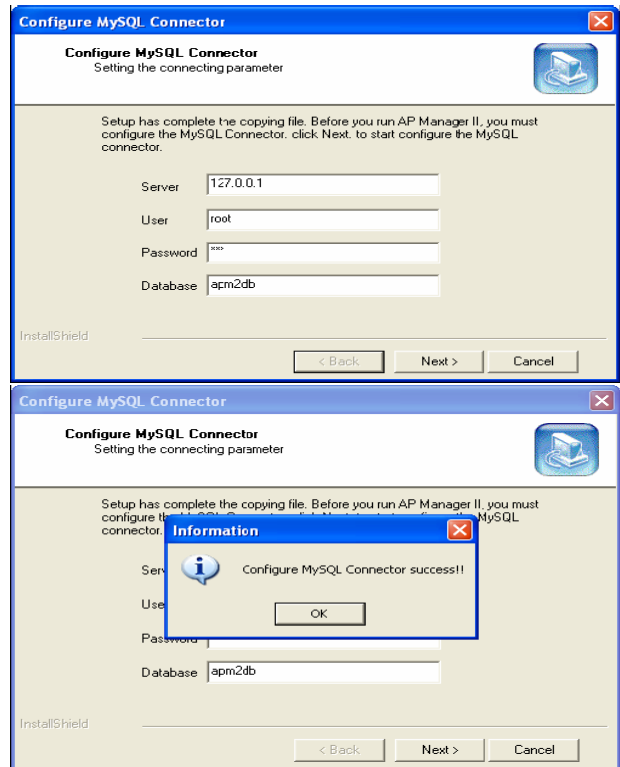 Configure MySQL Connector
Configure MySQL Connector
Setting the connecting parameter
Setup has complete the copying file. Before you run AP Manager II, you must
configure the MySQL Connector. click Next. to start configure the MySQL
connector.
Server 127.0.0.1
User root
Password ***
Database apm2db
InstallShield
< Back Next > Cancel
Configure MySQL Connector
Configure MySQL Connector
Setting the connecting parameter
Setup has complete the copying file. Before you run AP Manager II, you must
configure MySQL
connector.
Information
Configure MySQL Connector success!!
OK
Password
Database apm2db
InstallShield
< Back Next > Cancel